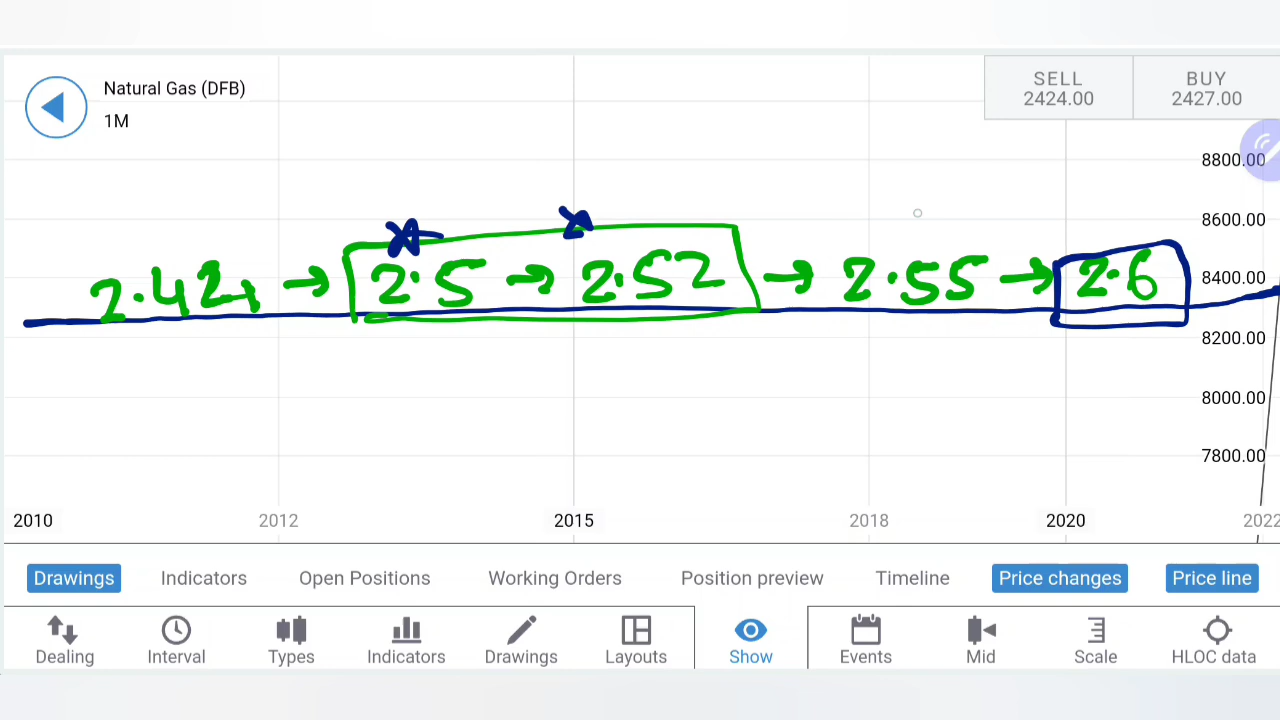 Natural Gas (DFB)
1M
SELL
2424.00
BUY
2427.00
8800.00
8600.00
2.42 → 2.5 → 2.52 → 2.55 → 2.6
8400.00
8200.00
8000.00
7800.00
2010 2012 2015 2018 2020 2022
Drawings Indicators Open Positions Working Orders Position preview Timeline Price changes Price line
Dealing Interval Types Indicators Drawings Layouts Show Events Mid Scale HLOC data